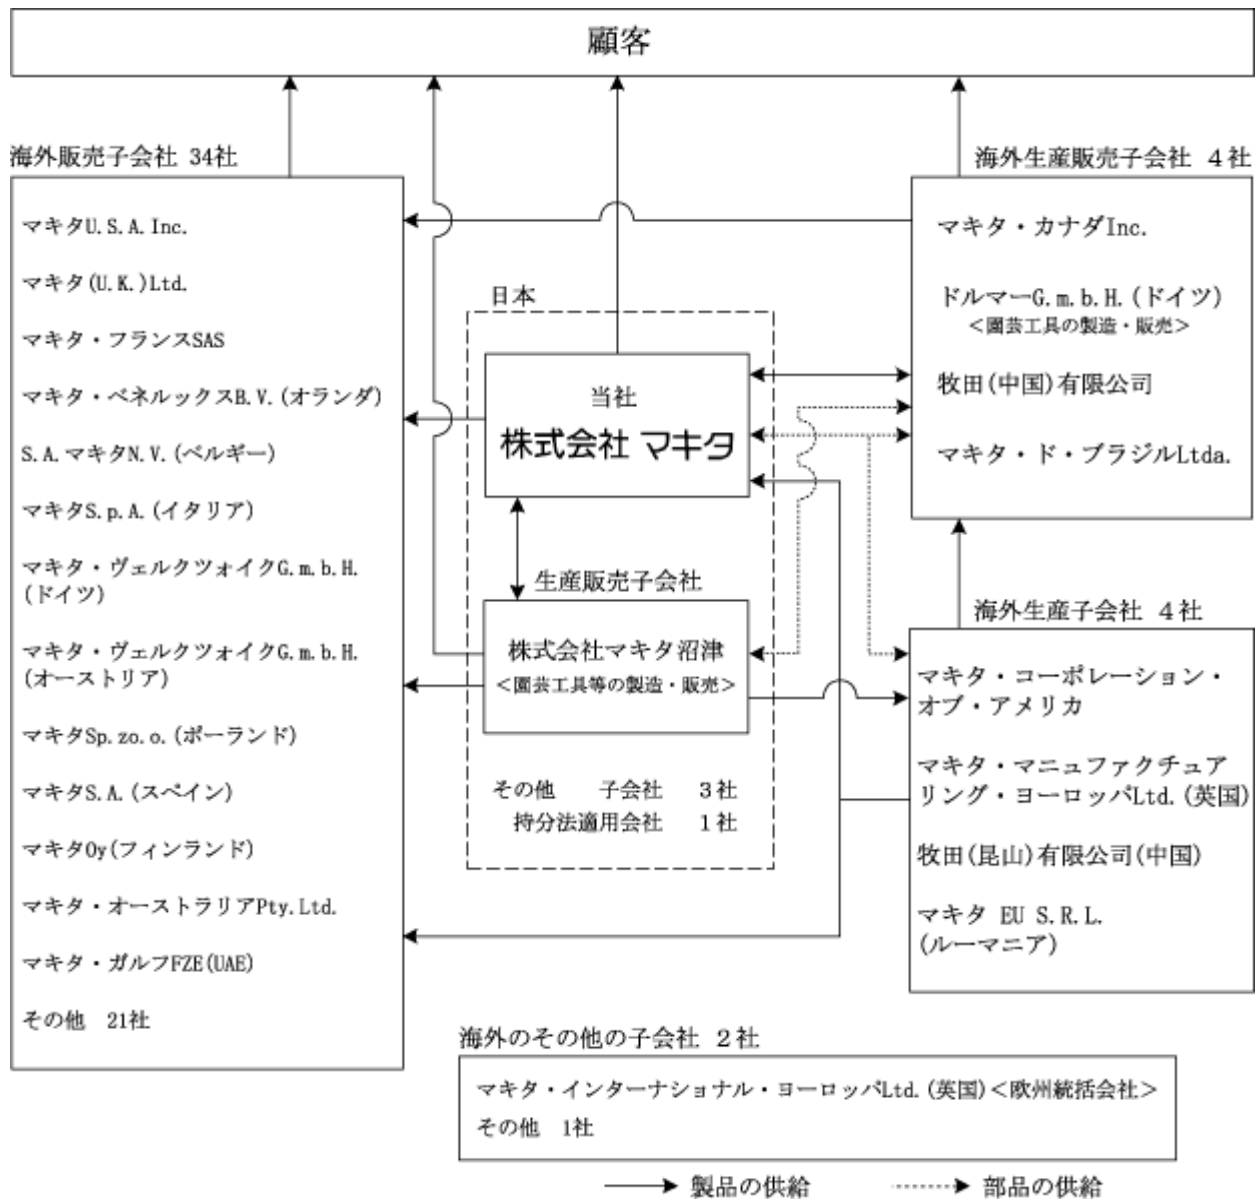 顧客
海外販売子会社 34社
マキタU.S.A.Inc.
マキタ(U.K.)Ltd.
マキタ・フランスSAS
マキタ・ベネルックスB.V.(オランダ)
S.A.マキタN.V.(ベルギー)
マキタS.p.A.(イタリア)
マキタ・ヴェルクツォイクG.m.b.H.
(ドイツ)
マキタ・ヴェルクツォイクG.m.b.H.
(オーストリア)
マキタSp.zo.o.(ポーランド)
マキタS.A.(スペイン)
マキタOy(フィンランド)
マキタ・オーストラリアPty.Ltd.
マキタ・ガルフFZE(UAE)
その他 21社
日本
当社
株式会社 マキタ
生産販売子会社
株式会社マキタ沼津
<園芸工具等の製造・販売>
その他 子会社 3社
持分法適用会社 1社
海外生産販売子会社 4社
マキタ・カナダInc.
ドルマーG.m.b.H.(ドイツ)
<園芸工具の製造・販売>
牧田(中国)有限公司
マキタ・ド・ブラジルLtda.
海外生産子会社 4社
マキタ・コーポレーション・
オブ・アメリカ
マキタ・マニュファクチュア
リング・ヨーロッパLtd.(英国)
牧田(昆山)有限公司(中国)
マキタ EU S.R.L.
(ルーマニア)
海外のその他の子会社 2社
マキタ・インターナショナル・ヨーロッパLtd.(英国)<欧州統括会社>
その他 1社
製品の供給
部品の供給